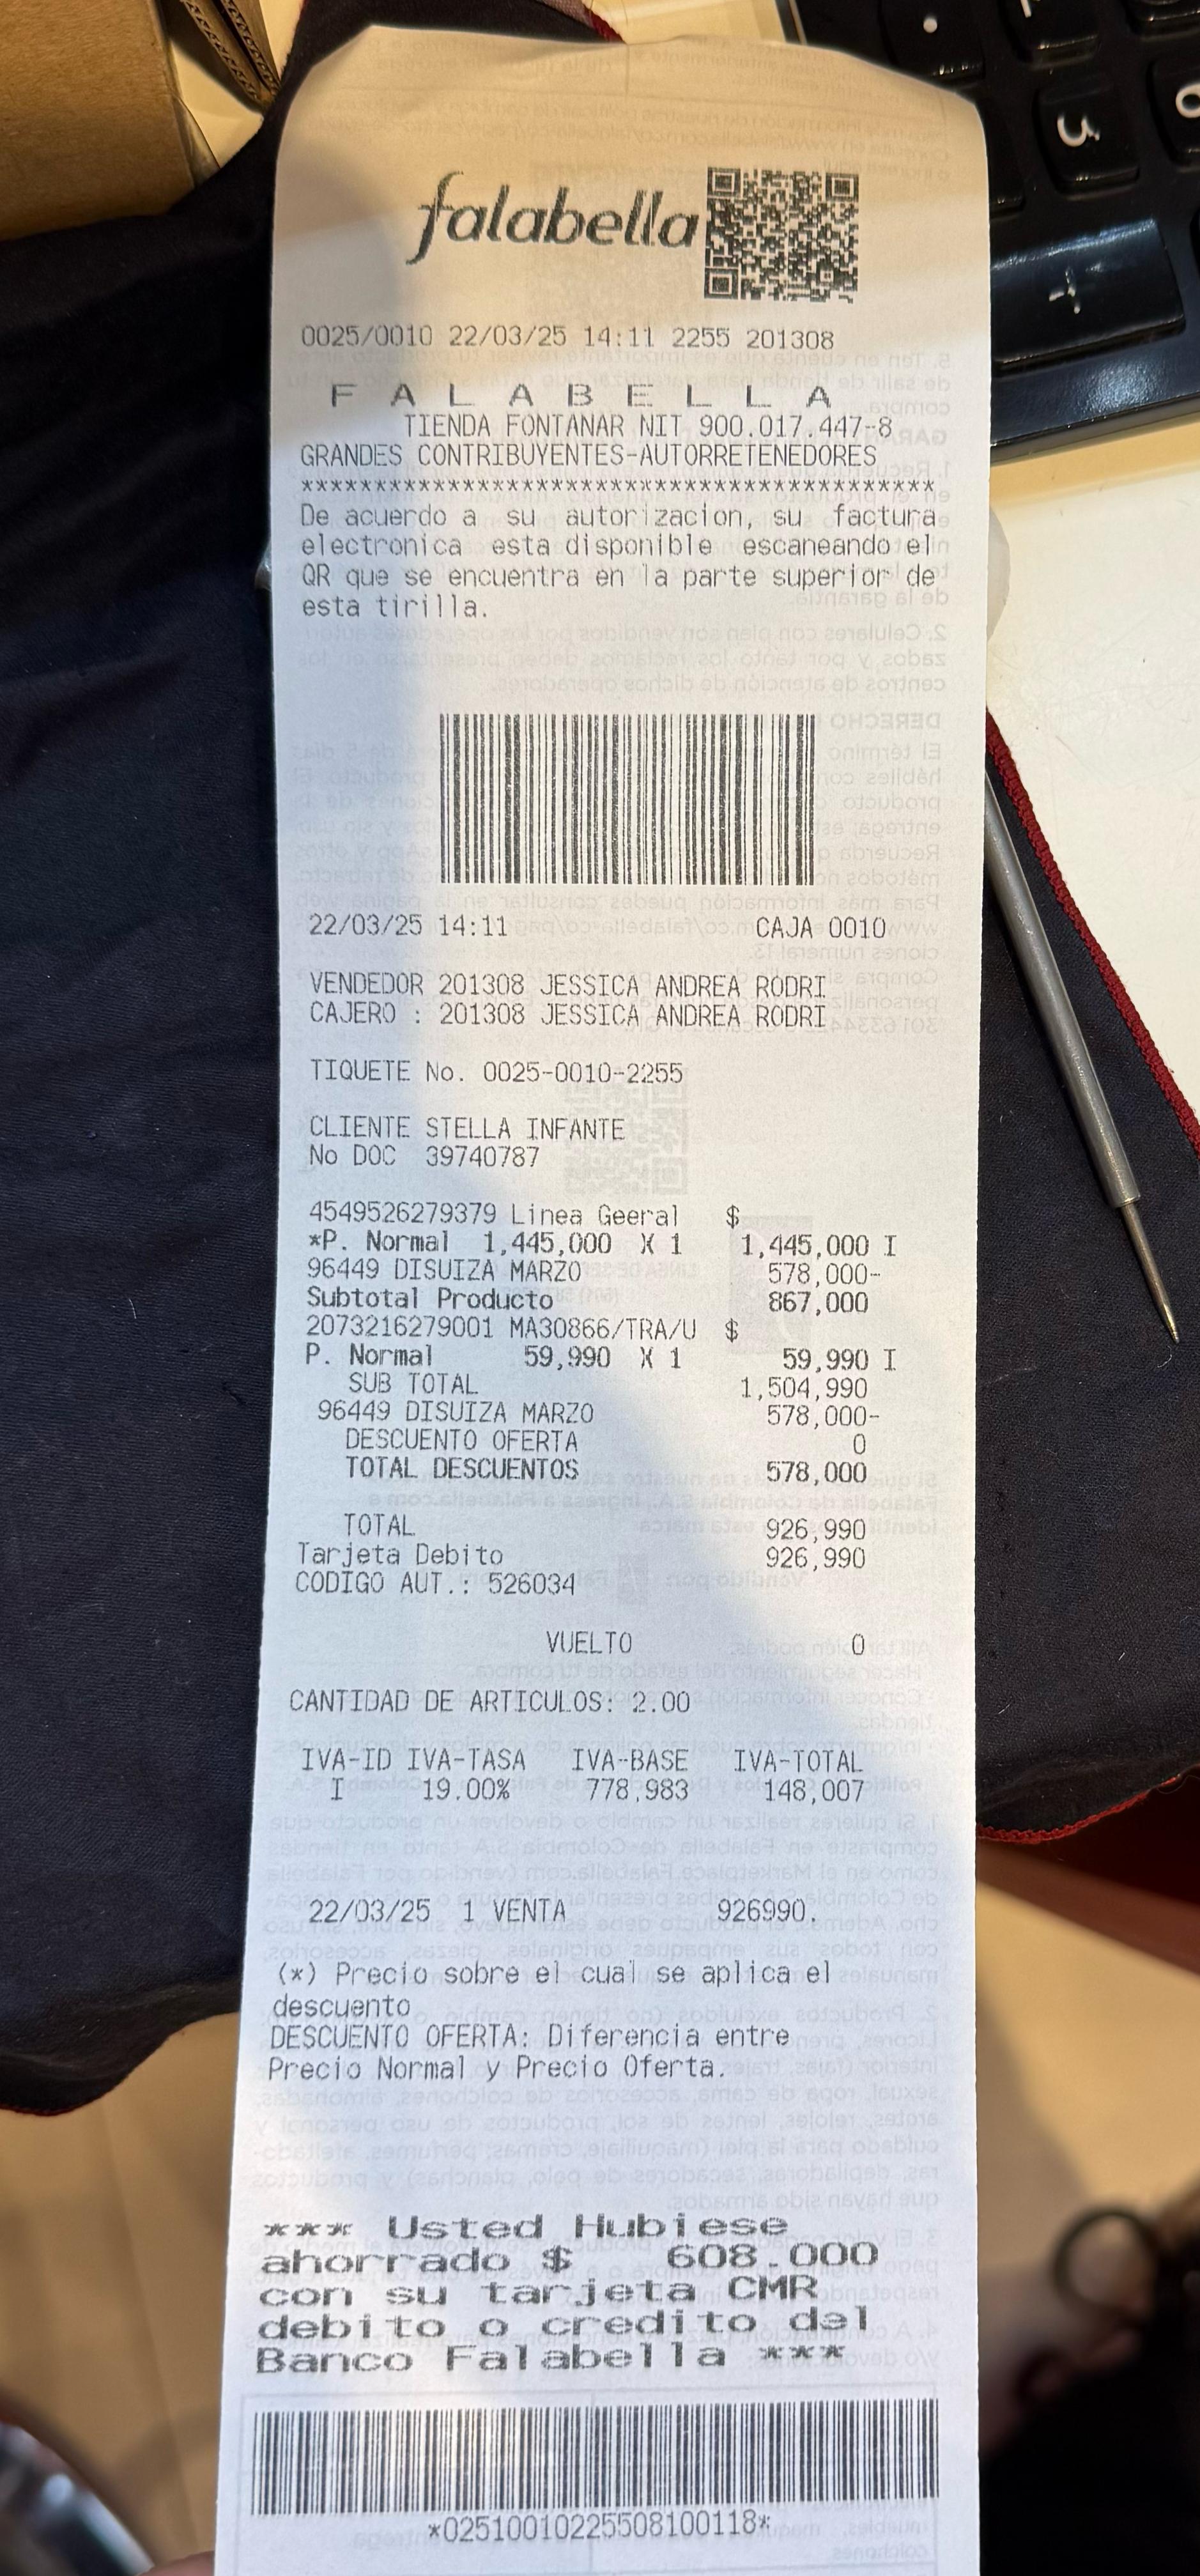 falabella
0025/0010 22/03/25 14:11 2255 201308
F A L A B E L L A
TIENDA FONTANAR NIT 900.017.447-8
GRANDES CONTRIBUYENTES-AUTORRETENEDORES
********************************************
De acuerdo a su autorizacion, su factura
electronica esta disponible escaneando el
QR que se encuentra en la parte superior de
esta tirilla.
22/03/25 14:11 CAJA 0010
VENDEDOR 201308 JESSICA ANDREA RODRI
CAJERO : 201308 JESSICA ANDREA RODRI
TIQUETE No. 0025-0010-2255
CLIENTE STELLA INFANTE
No DOC 39740787
4549526279379 Linea Geeral $
*P. Normal 1,445,000 X 1 1,445,000 I
96449 DISUIZA MARZO 578,000-
Subtotal Producto 867,000
2073216279001 MA30866/TRA/U $
P. Normal 59,990 X 1 59,990 I
SUB TOTAL 1,504,990
96449 DISUIZA MARZO 578,000-
DESCUENTO OFERTA 0
TOTAL DESCUENTOS 578,000
TOTAL 926,990
Tarjeta Debito 926,990
CODIGO AUT.: 526034
VUELTO 0
CANTIDAD DE ARTICULOS: 2.00
IVA-ID IVA-TASA IVA-BASE IVA-TOTAL
I 19.00% 778,983 148,007
22/03/25 1 VENTA 926990.
(*) Precio sobre el cual se aplica el
descuento
DESCUENTO OFERTA: Diferencia entre
Precio Normal y Precio Oferta.
*** Usted Hubiese
ahorrado $ 608.000
con su tarjeta CMR
debito o credito del
Banco Falabella ***
*02510010225508100118*
3